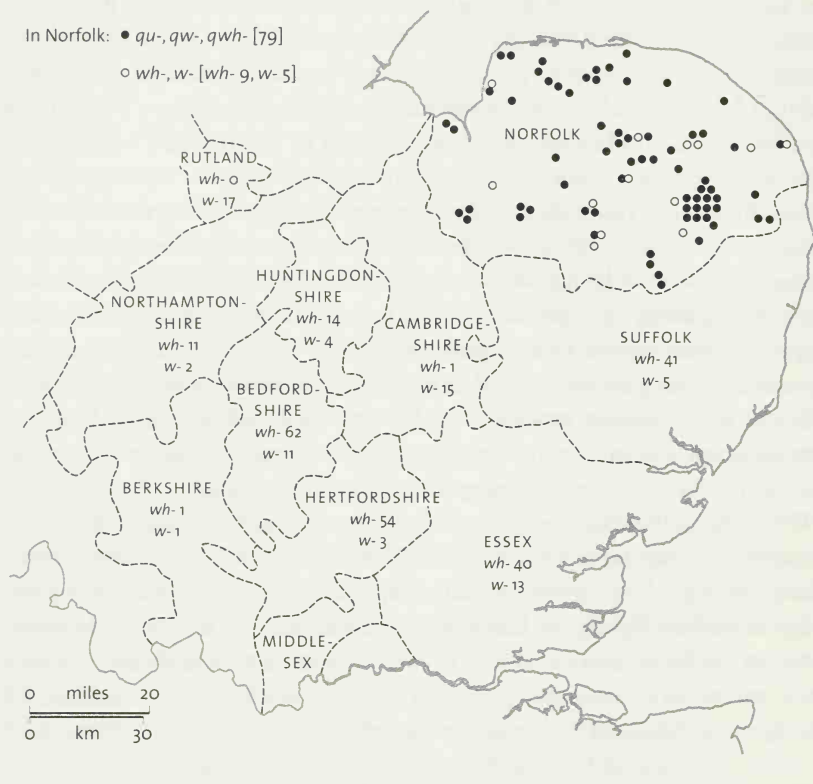 In Norfolk: ● qu-, qw-, qwh- [79]
○ wh-, w- [wh- 9, w- 5]
NORFOLK
RUTLAND
wh- 0
w- 17
HUNTINGDON-
SHIRE
wh- 14
w- 4
NORTHAMPTON-
SHIRE
wh- 11
w- 2
CAMBRIDGE-
SHIRE
wh- 1
w- 15
SUFFOLK
wh- 41
w- 5
BEDFORD-
SHIRE
wh- 62
w- 11
BERKSHIRE
wh- 1
w- 1
HERTFORDSHIRE
wh- 54
w- 3
ESSEX
wh- 40
w- 13
MIDDLE-
SEX
0 miles 20
0 km 30